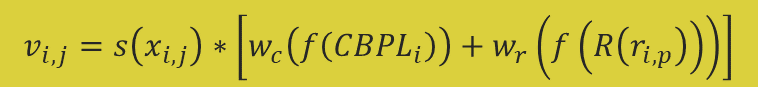 v_{i,j} = s(x_{i,j}) * [w_c(f(CBPL_i)) + w_r(f(R(r_{i,p})))]